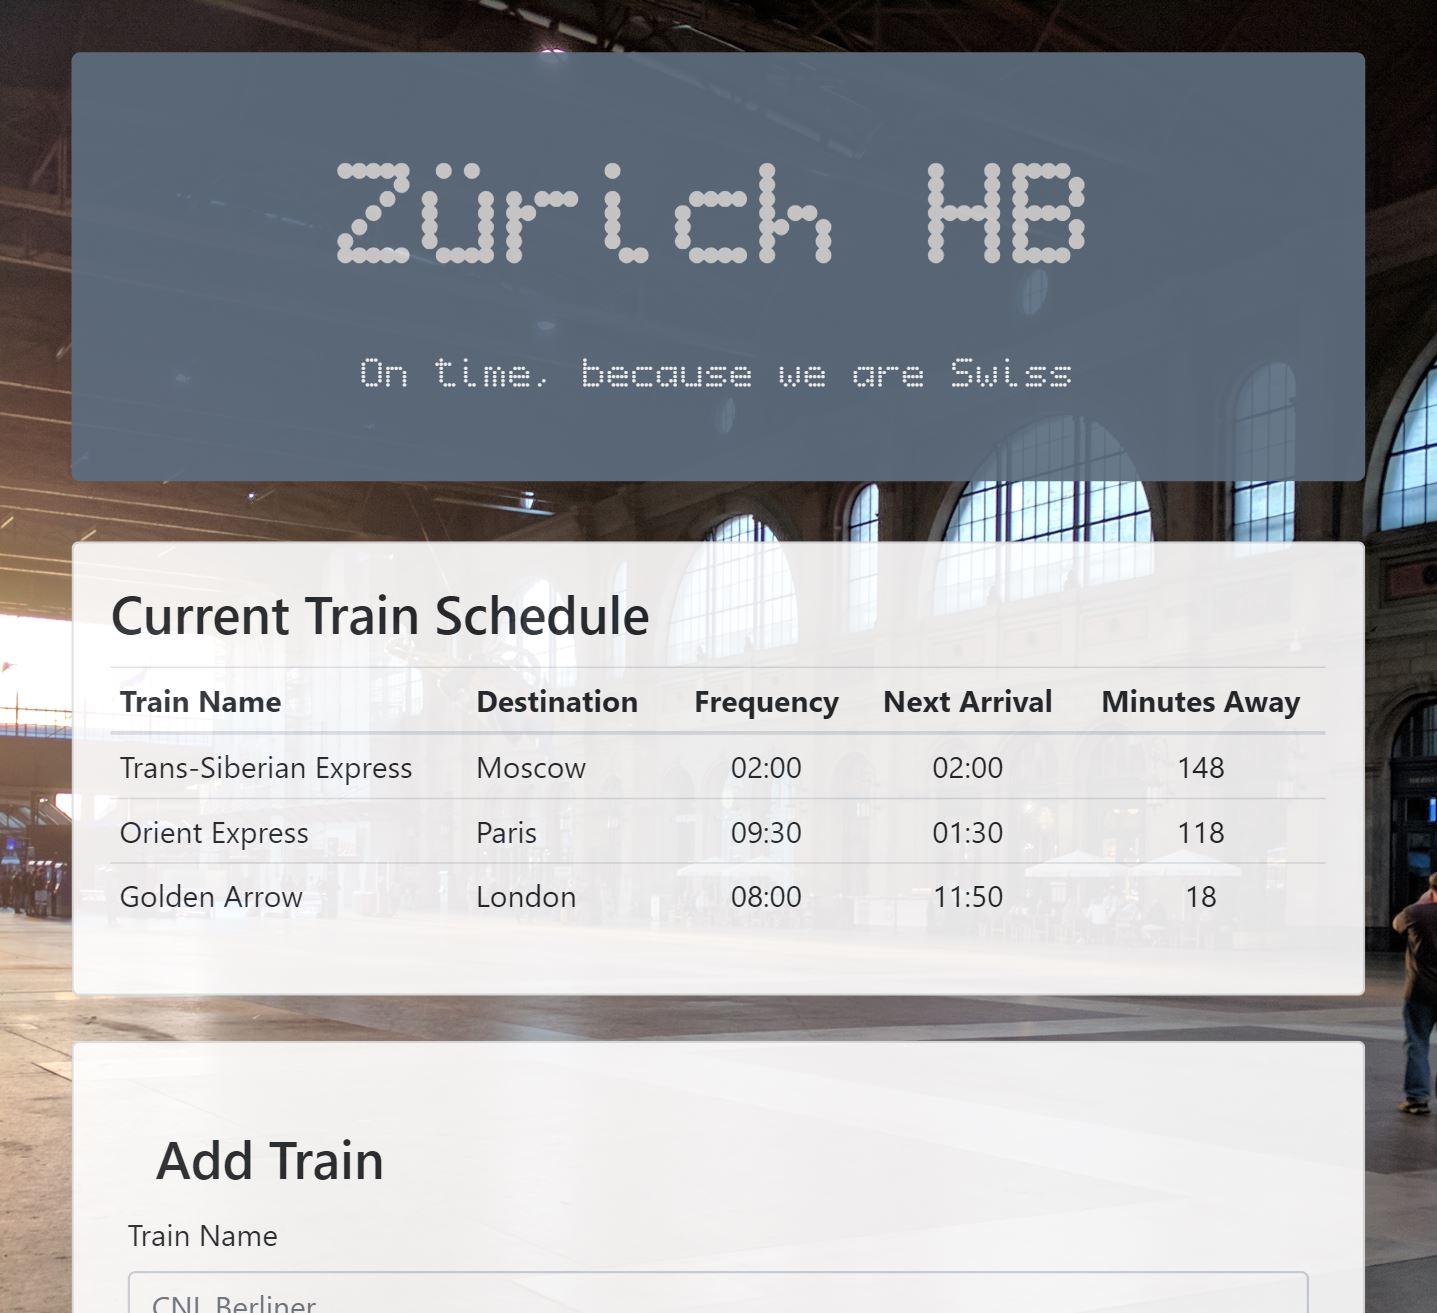 Zürich HB
On time, because we are Swiss
Current Train Schedule
Train Name Destination Frequency Next Arrival Minutes Away
Trans-Siberian Express Moscow 02:00 02:00 148
Orient Express Paris 09:30 01:30 118
Golden Arrow London 08:00 11:50 18
Add Train
Train Name
CNL Berliner